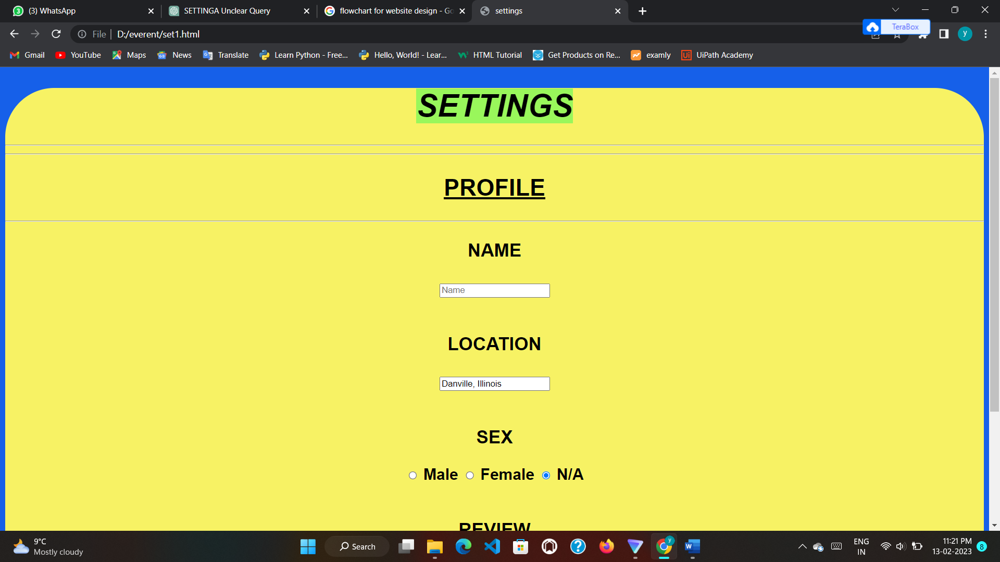 (3) WhatsApp
SETTINGA Unclear Query
flowchart for website design - Go
settings
TeraBox
File
D:/everent/set1.html
y
Gmail
YouTube
Maps
News
Translate
Learn Python - Free...
Hello, World! - Lear...
HTML Tutorial
Get Products on Re...
examly
UiPath Academy
SETTINGS
PROFILE
NAME
Name
LOCATION
Danville, Illinois
SEX
Male Female N/A
REVIEW
9°C
Mostly cloudy
Search
ENG
IN
11:21 PM
13-02-2023
8